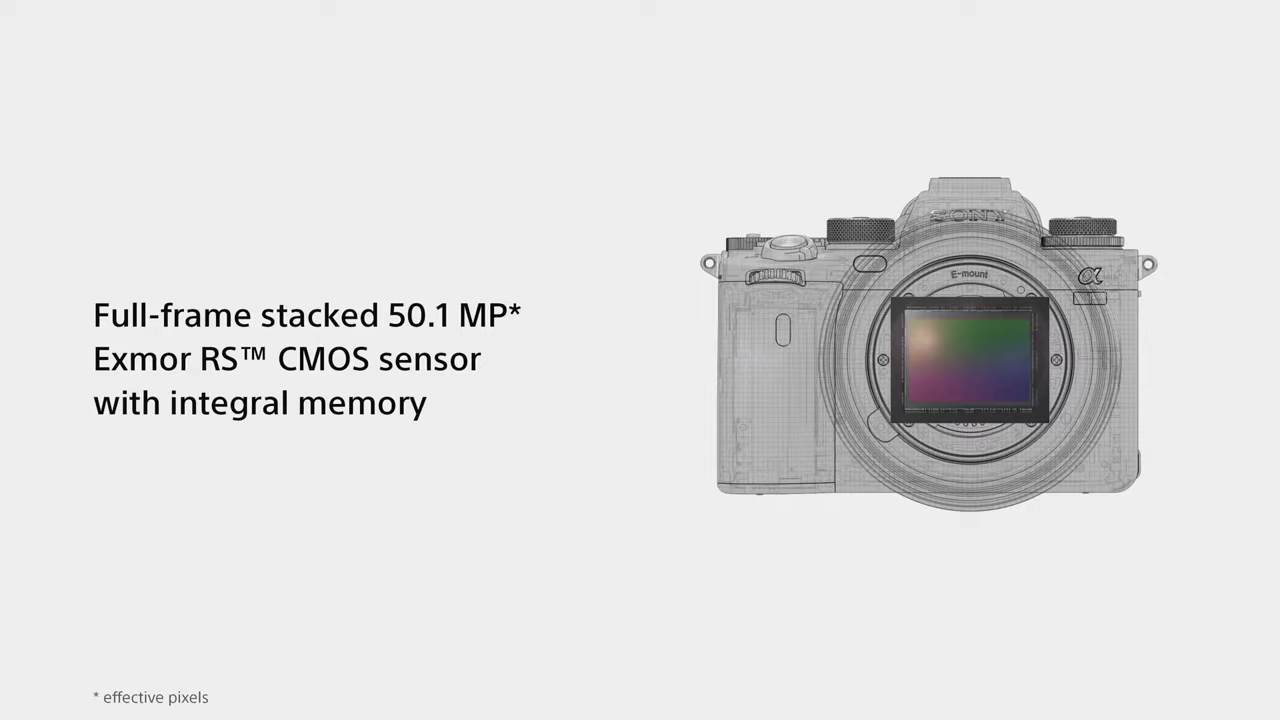 Full-frame stacked 50.1 MP*
Exmor RS™ CMOS sensor
with integral memory
SONY
E-mount
α
* effective pixels